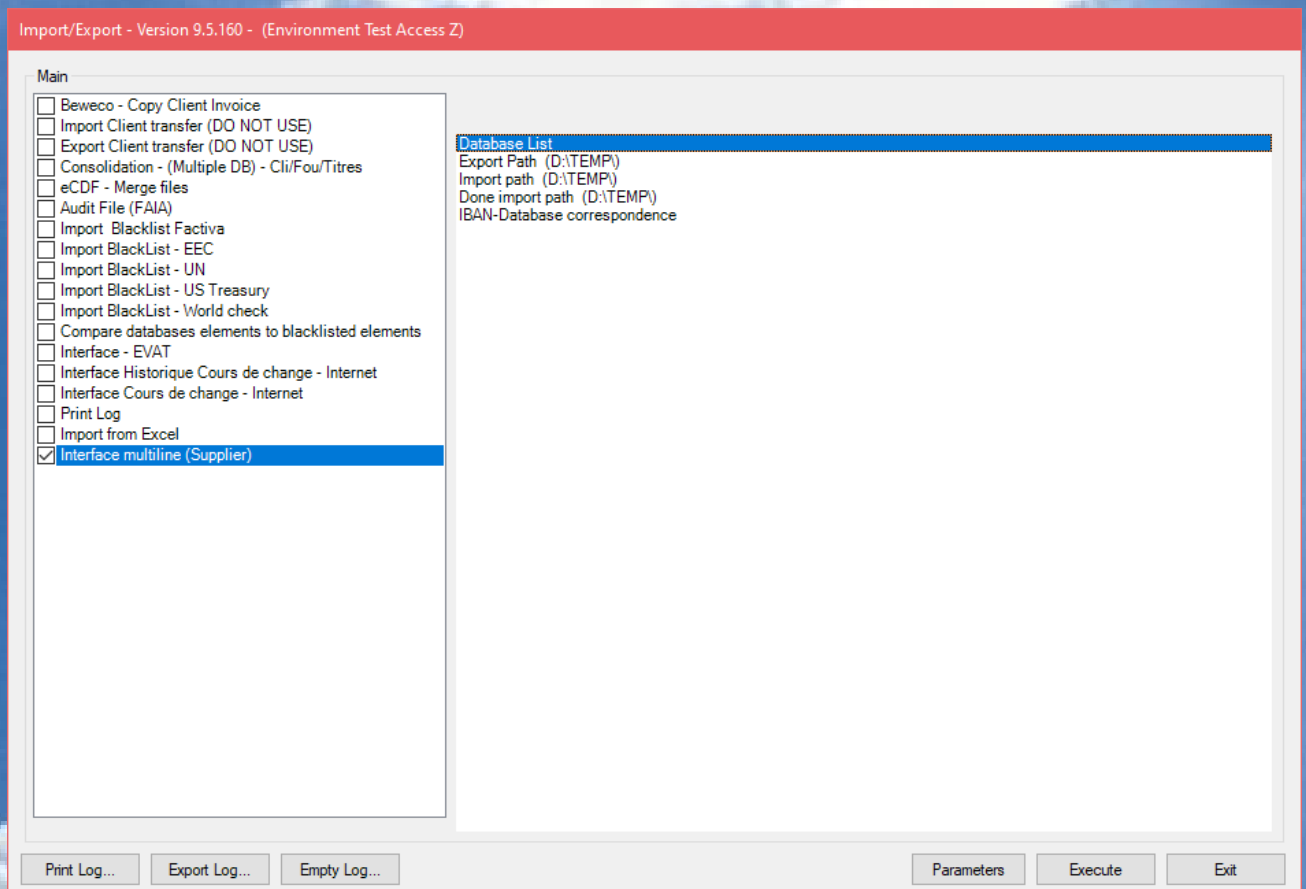 Import/Export - Version 9.5.160 - (Environment Test Access Z)
Main
Beweco - Copy Client Invoice
Import Client transfer (DO NOT USE)
Export Client transfer (DO NOT USE)
Consolidation - (Multiple DB) - Cli/Fou/Titres
eCDF - Merge files
Audit File (FAIA)
Import  Blacklist Factiva
Import BlackList - EEC
Import BlackList - UN
Import BlackList - US Treasury
Import BlackList - World check
Compare databases elements to blacklisted elements
Interface - EVAT
Interface Historique Cours de change - Internet
Interface Cours de change - Internet
Print Log
Import from Excel
Interface multiline (Supplier)
Database List
Export Path  (D:\TEMP\)
Import path  (D:\TEMP\)
Done import path  (D:\TEMP\)
IBAN-Database correspondence
Print Log... Export Log... Empty Log... Parameters Execute Exit